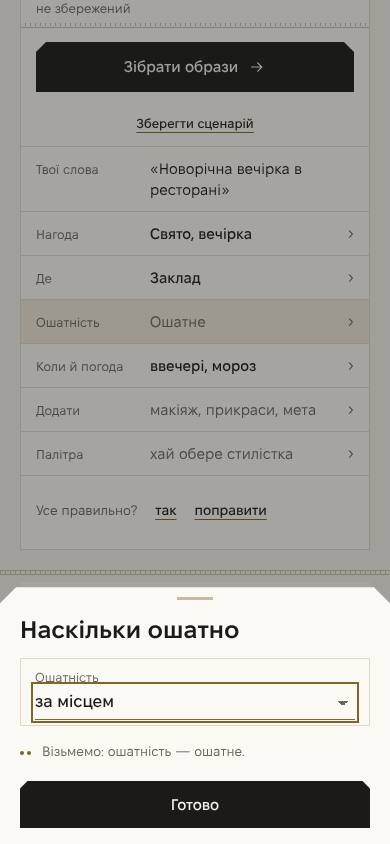 не збережений
Зібрати образи →
Зберегти сценарій
Твої слова «Новорічна вечірка в
ресторані»
Нагода Свято, вечірка ›
Де Заклад ›
Ошатність Ошатне ›
Коли й погода ввечері, мороз ›
Додати макіяж, прикраси, мета ›
Палітра хай обере стилістка ›
Усе правильно? так поправити
Наскільки ошатно
Ошатність
за місцем
Візьмемо: ошатність — ошатне.
Готово